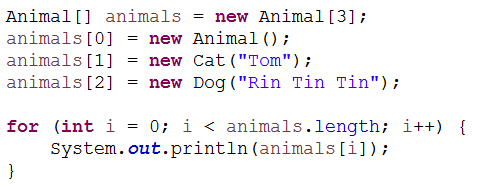 Animal[] animals = new Animal[3];
animals[0] = new Animal();
animals[1] = new Cat("Tom");
animals[2] = new Dog("Rin Tin Tin");

for (int i = 0; i < animals.length; i++) {
    System.out.println(animals[i]);
}